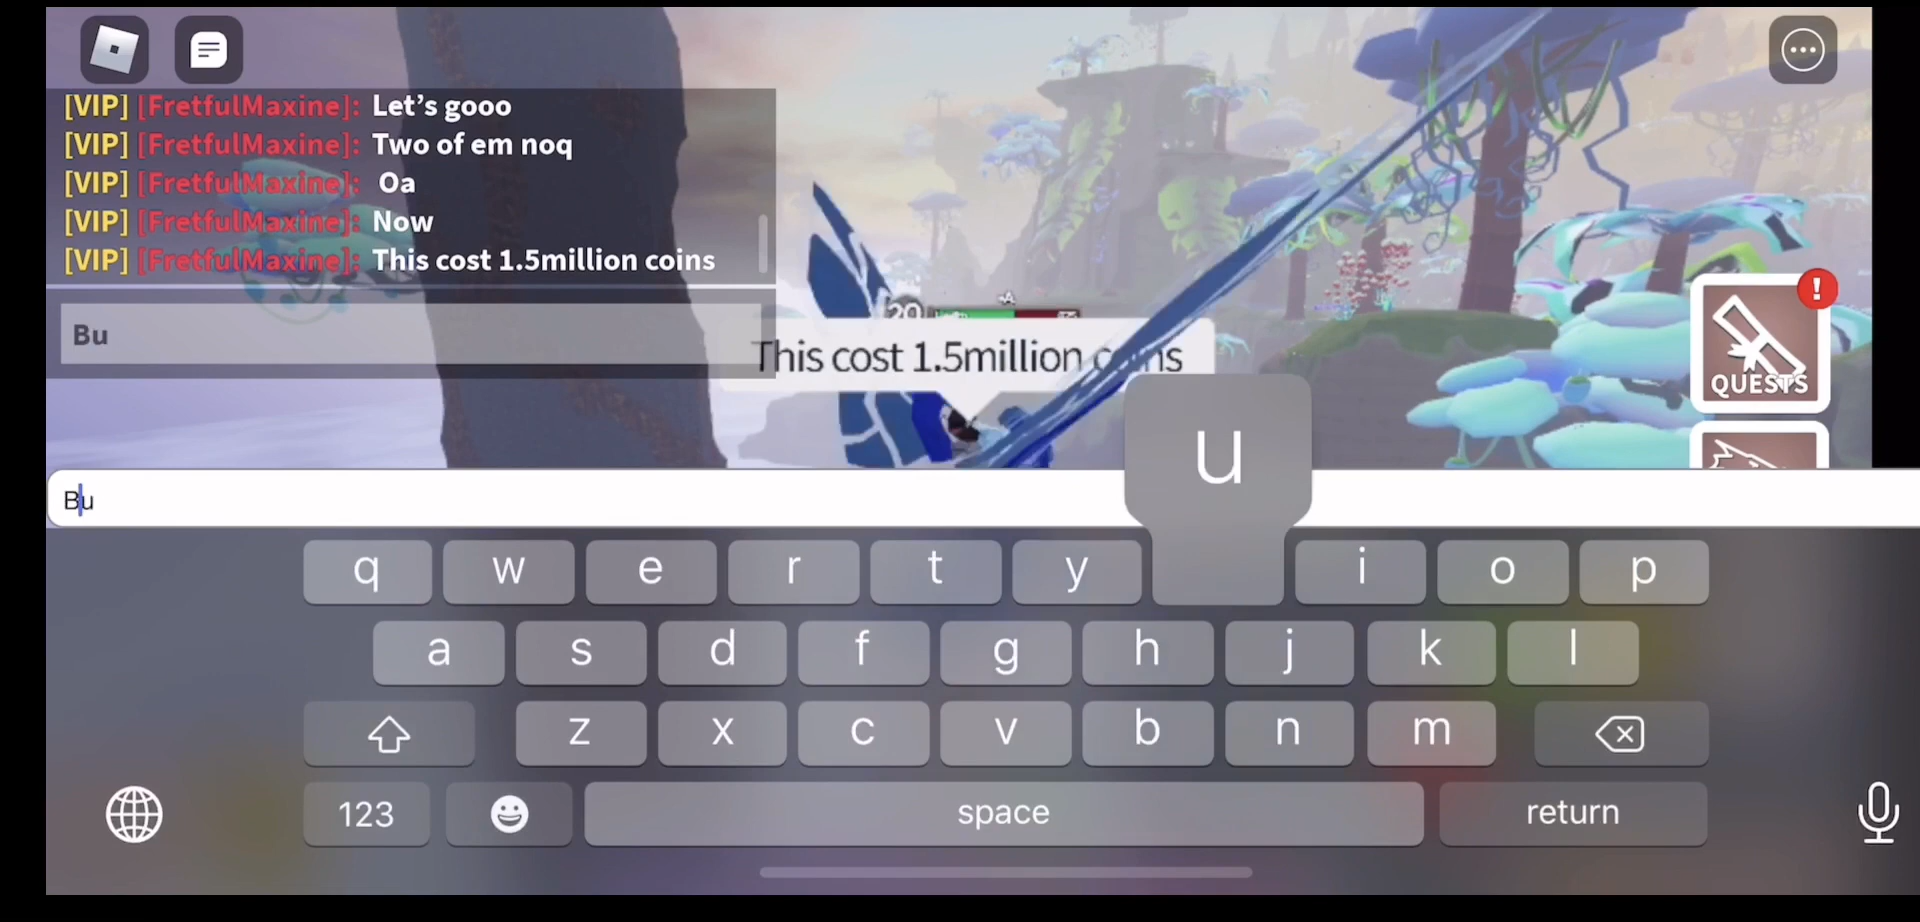 [VIP] [FretfulMaxine]: Let’s gooo
[VIP] [FretfulMaxine]: Two of em noq
[VIP] [FretfulMaxine]: Oa
[VIP] [FretfulMaxine]: Now
[VIP] [FretfulMaxine]: This cost 1.5million coins
20
Bu
This cost 1.5million coins
!
QUESTS
Bu
u
q w e r t y i o p
a s d f g h j k l
z x c v b n m
123 space return